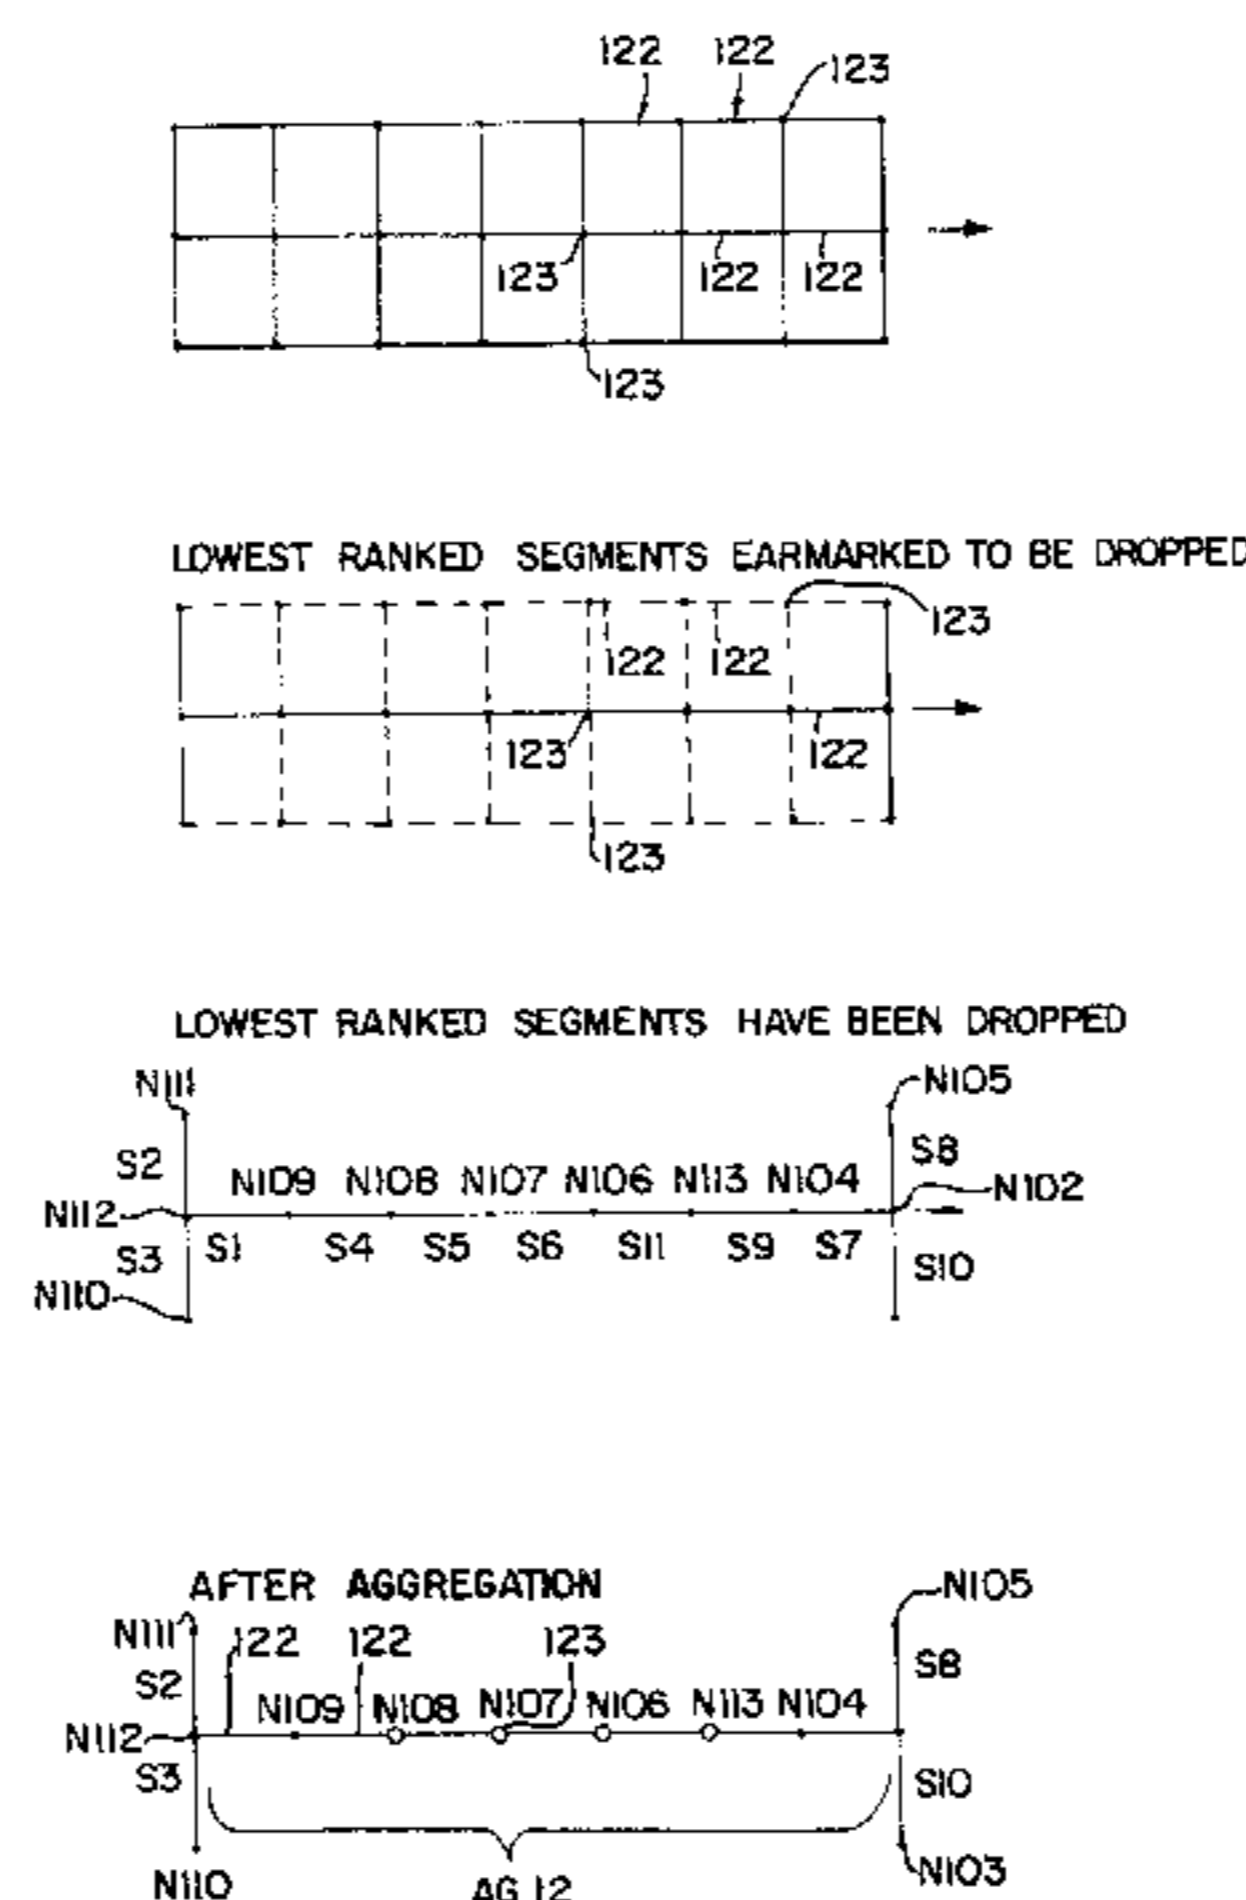 122 122 123
123 122 122
123
LOWEST RANKED SEGMENTS EARMARKED TO BE DROPPED
123
122 122
123 122
123
LOWEST RANKED SEGMENTS HAVE BEEN DROPPED
N111 N105
S2 S8
N109 N108 N107 N106 N113 N104
N112 N102
S3 S1 S4 S5 S6 S11 S9 S7 S10
N110
AFTER AGGREGATION
N105
N111 122 122 123
S2 S8
N109 N108 N107 N106 N113 N104
N112
S3 S10
N110 AG 12 N103